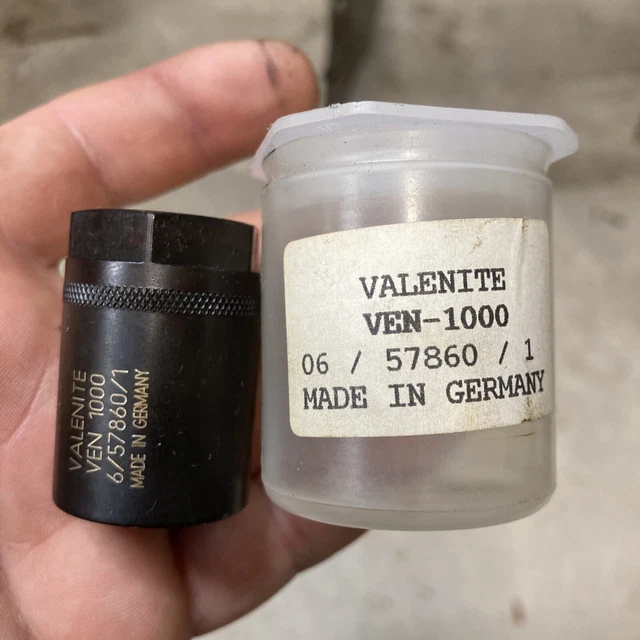 VALENITE
VEN 1000
6/57860/1
MADE IN GERMANY
VALENITE
VEN-1000
06 / 57860 / 1
MADE IN GERMANY